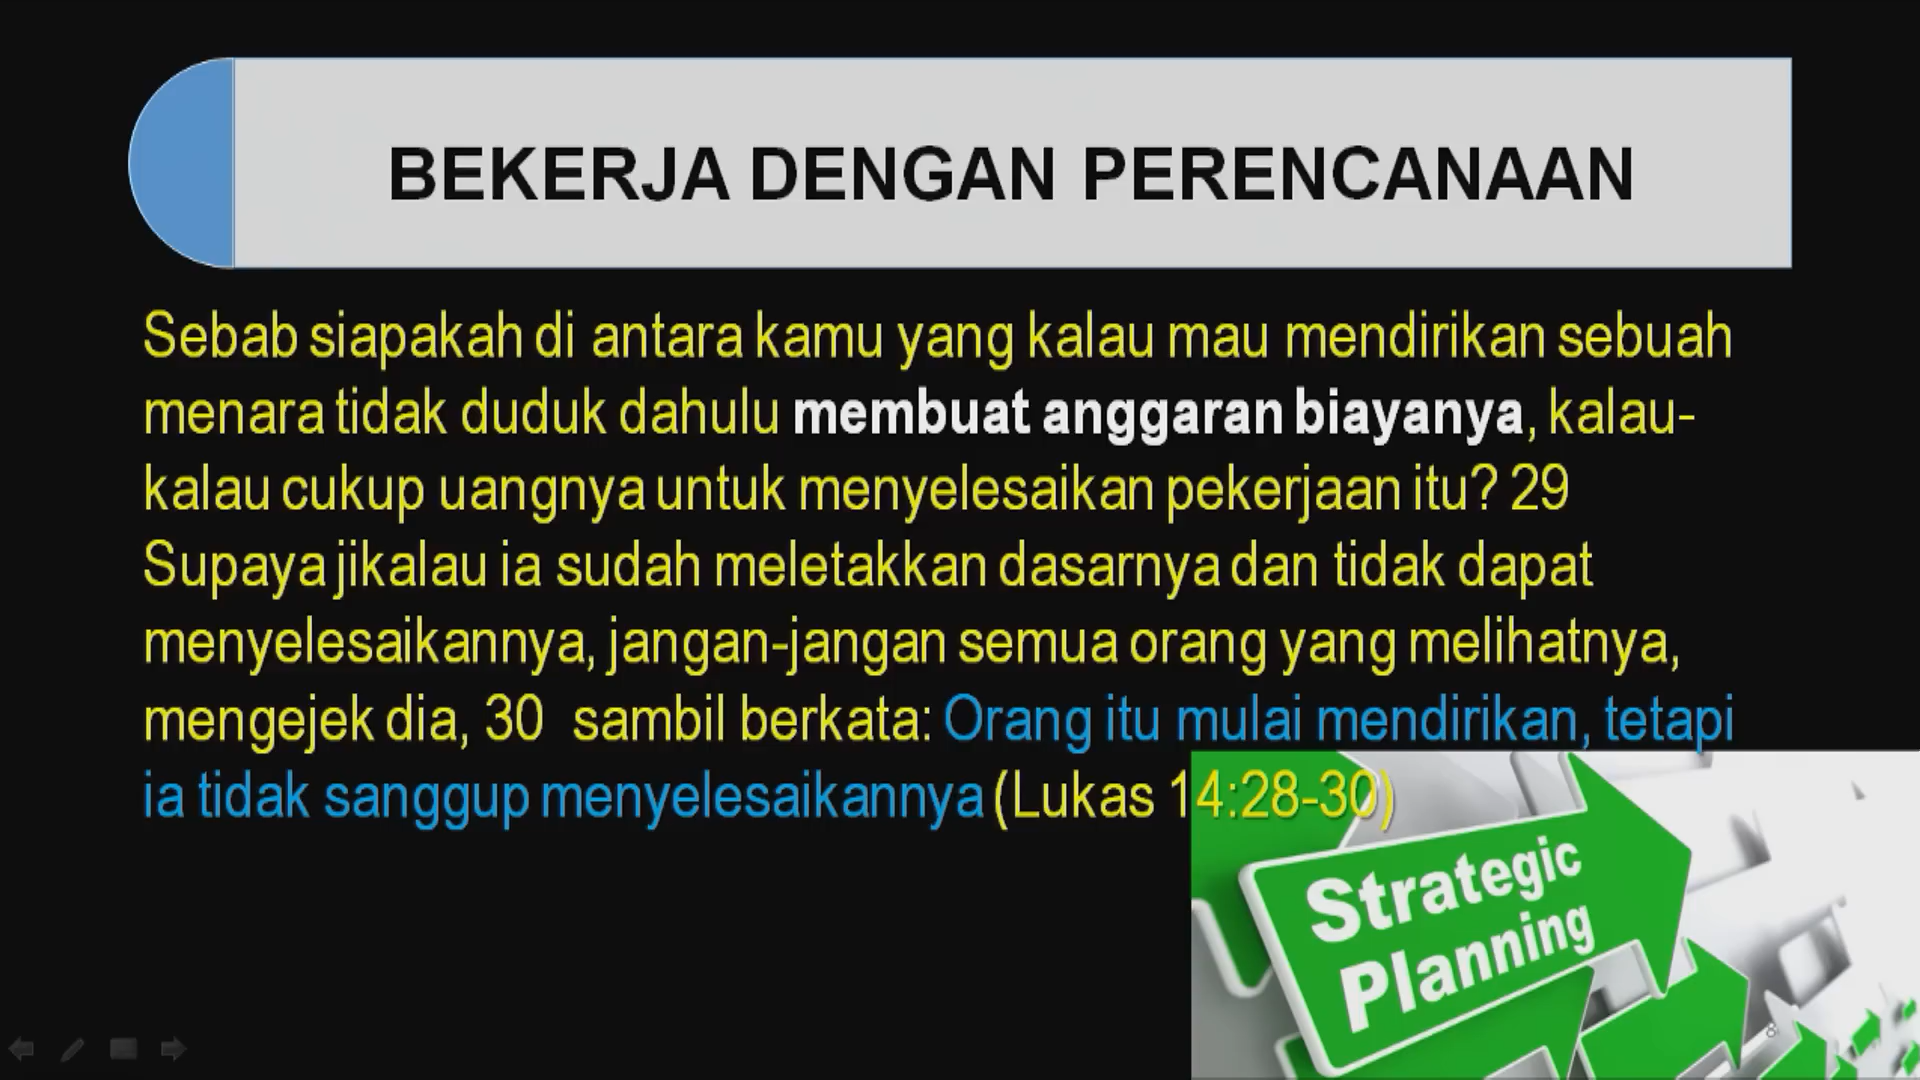 BEKERJA DENGAN PERENCANAAN
Sebab siapakah di antara kamu yang kalau mau mendirikan sebuah
menara tidak duduk dahulu membuat anggaran biayanya, kalau-
kalau cukup uangnya untuk menyelesaikan pekerjaan itu? 29
Supaya jikalau ia sudah meletakkan dasarnya dan tidak dapat
menyelesaikannya, jangan-jangan semua orang yang melihatnya,
mengejek dia, 30 sambil berkata: Orang itu mulai mendirikan, tetapi
ia tidak sanggup menyelesaikannya (Lukas 14:28-30)
Strategic
Planning
8